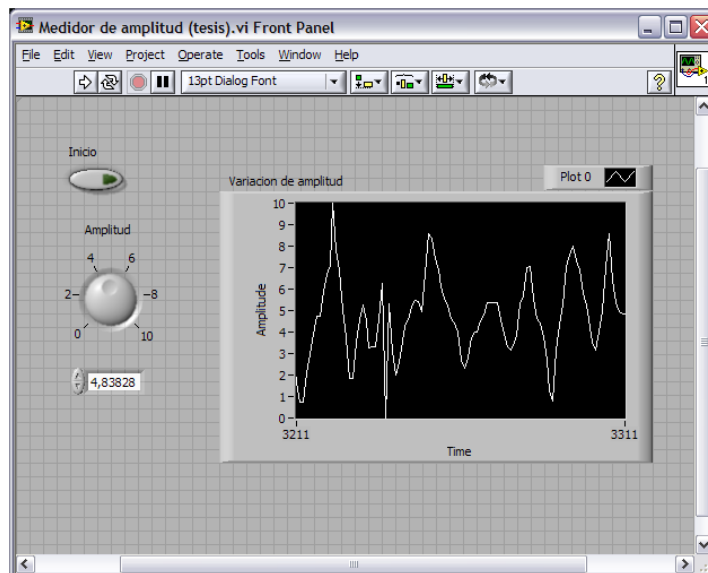 Medidor de amplitud (tesis).vi Front Panel
File Edit View Project Operate Tools Window Help
13pt Dialog Font
?
1
Inicio
Variacion de amplitud
Plot 0
Amplitud
4
6
2
8
0
10
4,83828
10
9
8
7
6
5
4
3
2
1
0
Amplitude
3211
3311
Time